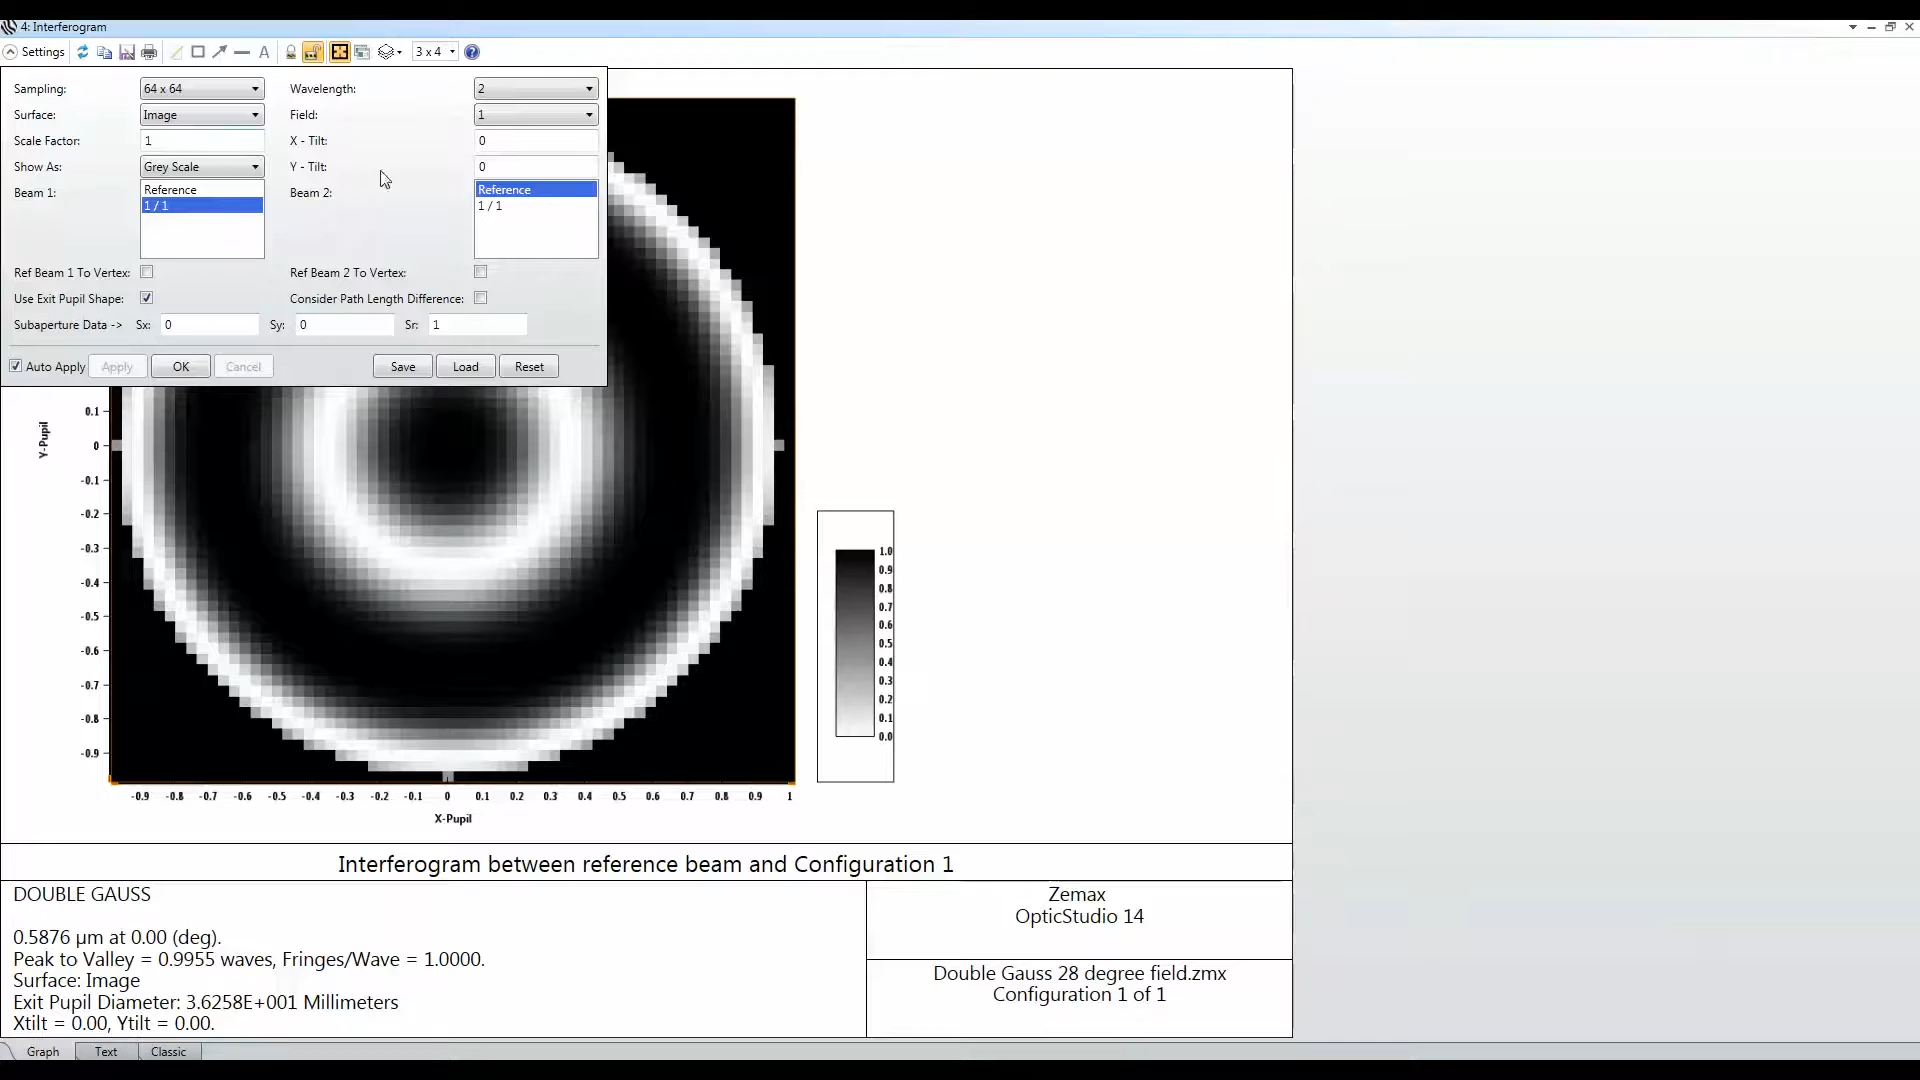 4: Interferogram
Settings
3 x 4
Sampling: 64 x 64 Wavelength: 2
Surface: Image Field: 1
Scale Factor: 1 X - Tilt: 0
Show As: Grey Scale Y - Tilt: 0
Beam 1: Reference Beam 2: Reference
1 / 1 1 / 1
Ref Beam 1 To Vertex: Ref Beam 2 To Vertex:
Use Exit Pupil Shape: Consider Path Length Difference:
Subaperture Data -> Sx: 0 Sy: 0 Sr: 1
Auto Apply Apply OK Cancel Save Load Reset
Y-Pupil
0.1
0
-0.1
-0.2
-0.3
-0.4
-0.5
-0.6
-0.7
-0.8
-0.9
-0.9 -0.8 -0.7 -0.6 -0.5 -0.4 -0.3 -0.2 -0.1 0 0.1 0.2 0.3 0.4 0.5 0.6 0.7 0.8 0.9 1
X-Pupil
1.0
0.9
0.8
0.7
0.6
0.5
0.4
0.3
0.2
0.1
0.0
Interferogram between reference beam and Configuration 1
DOUBLE GAUSS
0.5876 µm at 0.00 (deg).
Peak to Valley = 0.9955 waves, Fringes/Wave = 1.0000.
Surface: Image
Exit Pupil Diameter: 3.6258E+001 Millimeters
Xtilt = 0.00, Ytilt = 0.00.
Zemax
OpticStudio 14
Double Gauss 28 degree field.zmx
Configuration 1 of 1
Graph Text Classic